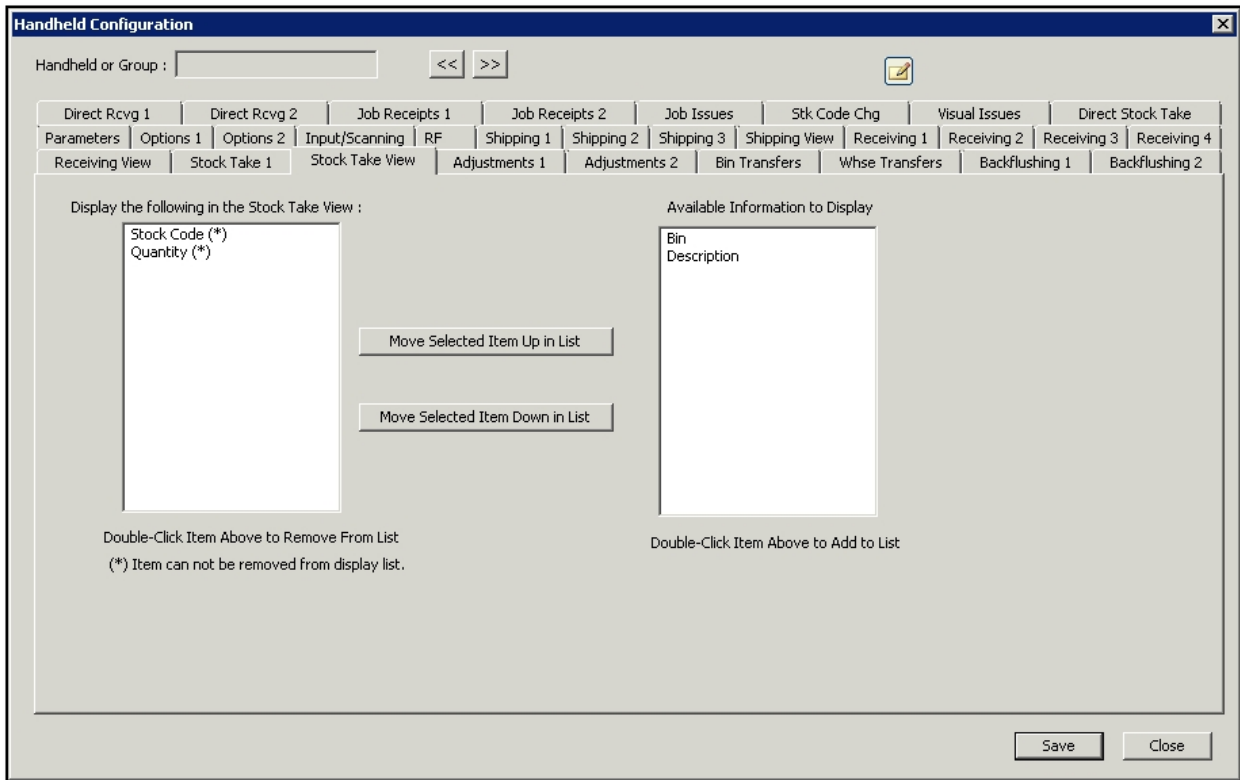 Handheld Configuration
Handheld or Group :
<< >>
Direct Rcvg 1 Direct Rcvg 2 Job Receipts 1 Job Receipts 2 Job Issues Stk Code Chg Visual Issues Direct Stock Take
Parameters Options 1 Options 2 Input/Scanning RF Shipping 1 Shipping 2 Shipping 3 Shipping View Receiving 1 Receiving 2 Receiving 3 Receiving 4
Receiving View Stock Take 1 Stock Take View Adjustments 1 Adjustments 2 Bin Transfers Whse Transfers Backflushing 1 Backflushing 2
Display the following in the Stock Take View :
Stock Code (*)
Quantity (*)
Move Selected Item Up in List
Move Selected Item Down in List
Double-Click Item Above to Remove From List
(*) Item can not be removed from display list.
Available Information to Display
Bin
Description
Double-Click Item Above to Add to List
Save Close